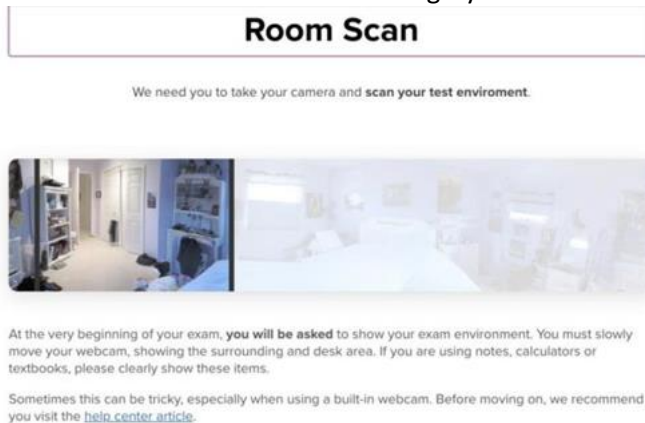 Room Scan
We need you to take your camera and scan your test enviroment.
At the very beginning of your exam, you will be asked to show your exam environment. You must slowly
move your webcam, showing the surrounding and desk area. If you are using notes, calculators or
textbooks, please clearly show these items.
Sometimes this can be tricky, especially when using a built-in webcam. Before moving on, we recommend
you visit the help center article.